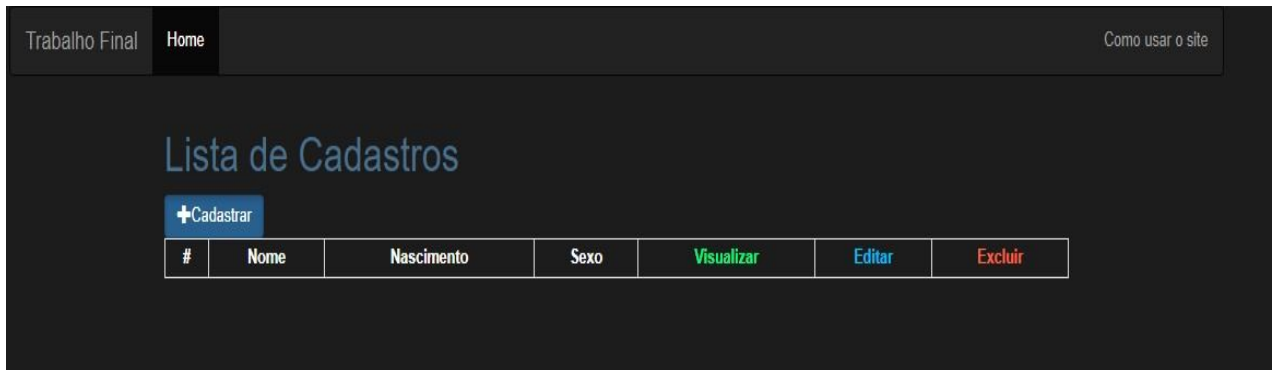 Trabalho Final Home Como usar o site
Lista de Cadastros
+Cadastrar
# Nome Nascimento Sexo Visualizar Editar Excluir